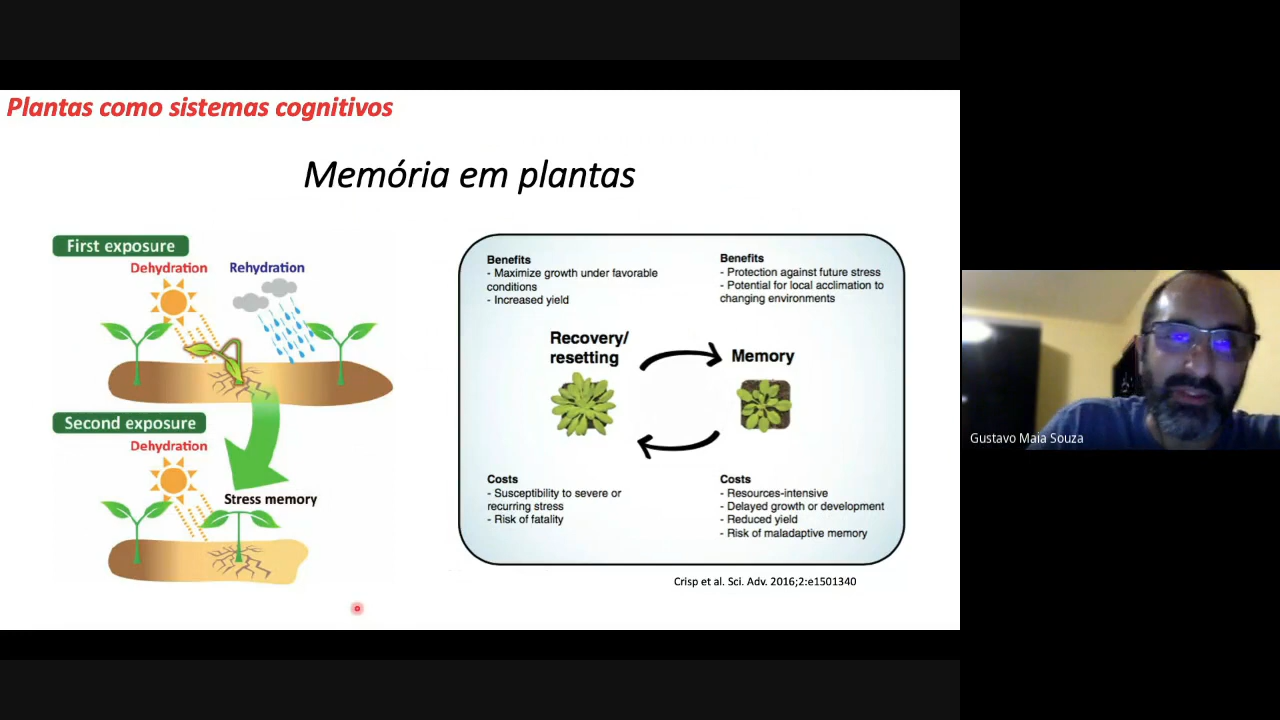 Plantas como sistemas cognitivos
Memória em plantas
First exposure
Dehydration
Rehydration
Second exposure
Dehydration
Stress memory
Benefits
- Maximize growth under favorable
conditions
- Increased yield
Benefits
- Protection against future stress
- Potential for local acclimation to
changing environments
Recovery/
resetting
Memory
Costs
- Susceptibility to severe or
recurring stress
- Risk of fatality
Costs
- Resources-intensive
- Delayed growth or development
- Reduced yield
- Risk of maladaptive memory
Crisp et al. Sci. Adv. 2016;2:e1501340
Gustavo Maia Souza